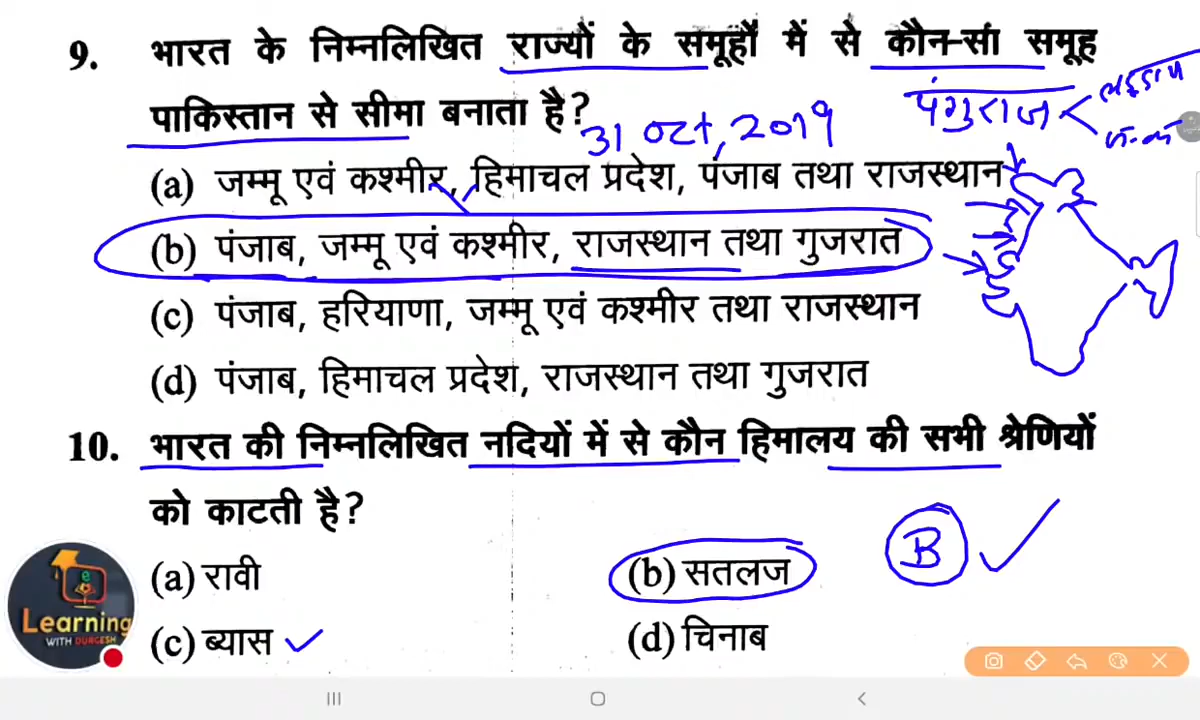 9. भारत के निम्नलिखित राज्यों के समूहों में से कौन-सा समूह
पाकिस्तान से सीमा बनाता है?
31 Oct, 2019
पंगुराज
लद्दाख
(a) जम्मू एवं कश्मीर, हिमाचल प्रदेश, पंजाब तथा राजस्थान
(b) पंजाब, जम्मू एवं कश्मीर, राजस्थान तथा गुजरात
(c) पंजाब, हरियाणा, जम्मू एवं कश्मीर तथा राजस्थान
(d) पंजाब, हिमाचल प्रदेश, राजस्थान तथा गुजरात
10. भारत की निम्नलिखित नदियों में से कौन हिमालय की सभी श्रेणियों
को काटती है?
B
(a) रावी
(b) सतलज
(c) ब्यास
(d) चिनाब
e
Learning
WITH DURGESH